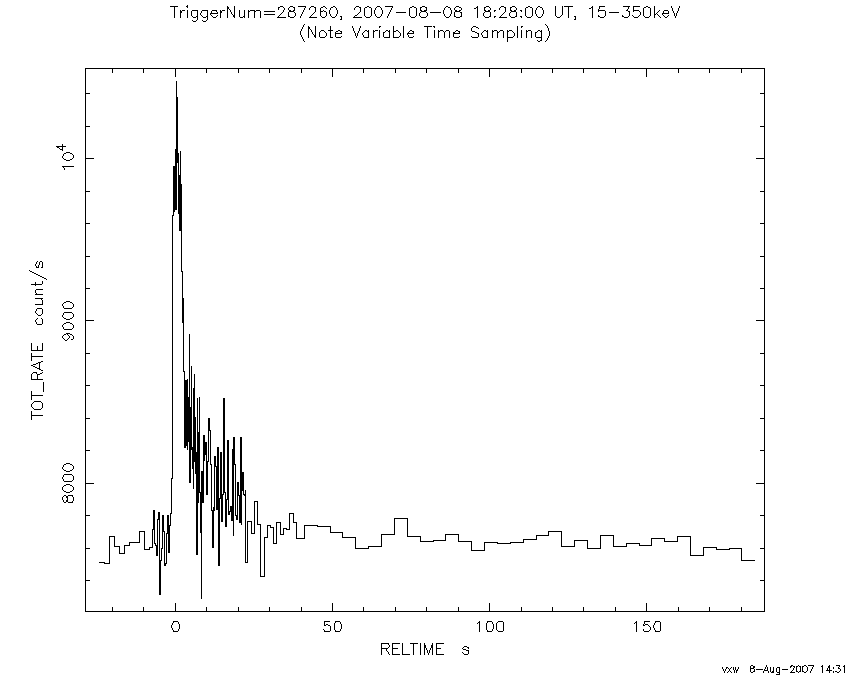 TriggerNum=287260, 2007-08-08 18:28:00 UT, 15-350keV
(Note Variable Time Sampling)
10⁴
9000
8000
TOT_RATE count/s
0 50 100 150
RELTIME s
vxw 8-Aug-2007 14:31